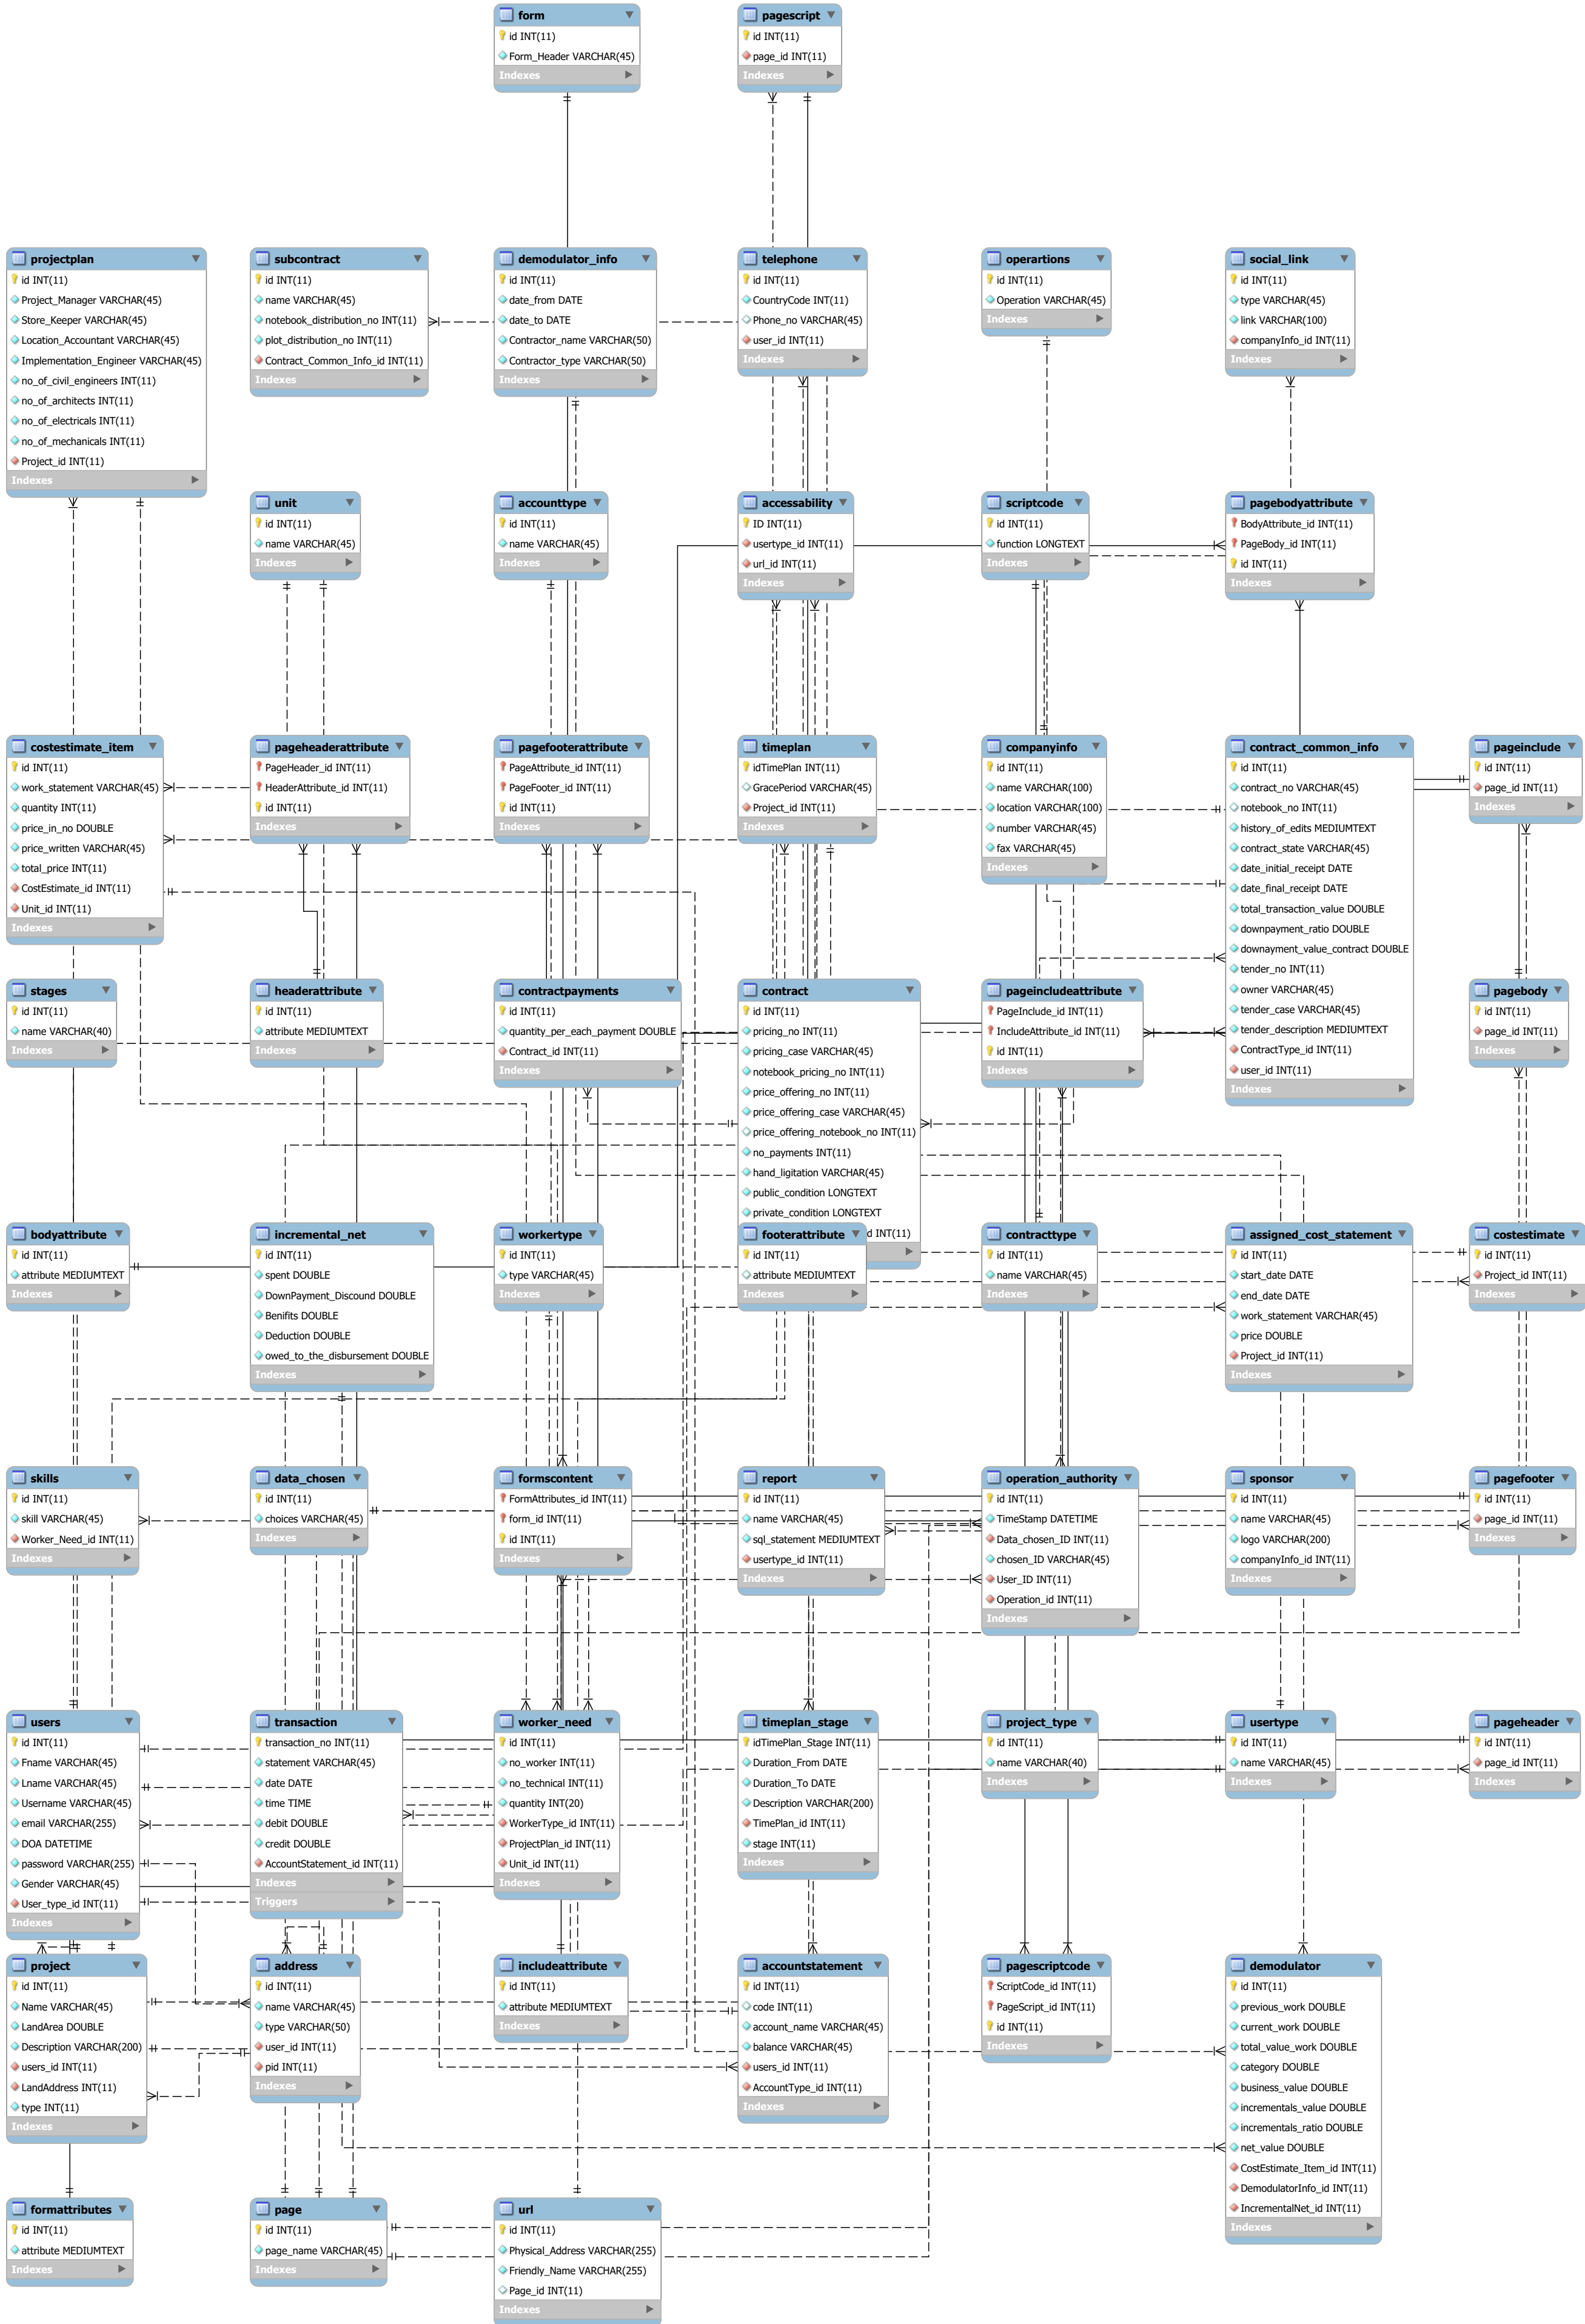 form
id INT(11)
Form_Header VARCHAR(45)
Indexes
pagescript
id INT(11)
page_id INT(11)
Indexes
projectplan
id INT(11)
Project_Manager VARCHAR(45)
Store_Keeper VARCHAR(45)
Location_Accountant VARCHAR(45)
Implementation_Engineer VARCHAR(45)
no_of_civil_engineers INT(11)
no_of_architects INT(11)
no_of_electricals INT(11)
no_of_mechanicals INT(11)
Project_id INT(11)
Indexes
subcontract
id INT(11)
name VARCHAR(45)
notebook_distribution_no INT(11)
plot_distribution_no INT(11)
Contract_Common_Info_id INT(11)
Indexes
demodulator_info
id INT(11)
date_from DATE
date_to DATE
Contractor_name VARCHAR(50)
Contractor_type VARCHAR(50)
Indexes
telephone
id INT(11)
CountryCode INT(11)
Phone_no VARCHAR(45)
user_id INT(11)
Indexes
operartions
id INT(11)
Operation VARCHAR(45)
Indexes
social_link
id INT(11)
type VARCHAR(45)
link VARCHAR(100)
companyInfo_id INT(11)
Indexes
unit
id INT(11)
name VARCHAR(45)
Indexes
accounttype
id INT(11)
name VARCHAR(45)
Indexes
accessability
ID INT(11)
usertype_id INT(11)
url_id INT(11)
Indexes
scriptcode
id INT(11)
function LONGTEXT
Indexes
pagebodyattribute
BodyAttribute_id INT(11)
PageBody_id INT(11)
id INT(11)
Indexes
costestimate_item
id INT(11)
work_statement VARCHAR(45)
quantity INT(11)
price_in_no DOUBLE
price_written VARCHAR(45)
total_price INT(11)
CostEstimate_id INT(11)
Unit_id INT(11)
Indexes
pageheaderattribute
PageHeader_id INT(11)
HeaderAttribute_id INT(11)
id INT(11)
Indexes
pagefooterattribute
PageAttribute_id INT(11)
PageFooter_id INT(11)
id INT(11)
Indexes
timeplan
idTimePlan INT(11)
GracePeriod VARCHAR(45)
Project_id INT(11)
Indexes
companyinfo
id INT(11)
name VARCHAR(100)
location VARCHAR(100)
number VARCHAR(45)
fax VARCHAR(45)
Indexes
contract_common_info
id INT(11)
contract_no VARCHAR(45)
notebook_no INT(11)
history_of_edits MEDIUMTEXT
contract_state VARCHAR(45)
date_initial_receipt DATE
date_final_receipt DATE
total_transaction_value DOUBLE
downpayment_ratio DOUBLE
downayment_value_contract DOUBLE
tender_no INT(11)
owner VARCHAR(45)
tender_case VARCHAR(45)
tender_description MEDIUMTEXT
ContractType_id INT(11)
user_id INT(11)
Indexes
pageinclude
id INT(11)
page_id INT(11)
Indexes
stages
id INT(11)
name VARCHAR(40)
Indexes
headerattribute
id INT(11)
attribute MEDIUMTEXT
Indexes
contractpayments
id INT(11)
quantity_per_each_payment DOUBLE
Contract_id INT(11)
Indexes
contract
id INT(11)
pricing_no INT(11)
pricing_case VARCHAR(45)
notebook_pricing_no INT(11)
price_offering_no INT(11)
price_offering_case VARCHAR(45)
price_offering_notebook_no INT(11)
no_payments INT(11)
hand_ligitation VARCHAR(45)
public_condition LONGTEXT
private_condition LONGTEXT
d INT(11)
pageincludeattribute
PageInclude_id INT(11)
IncludeAttribute_id INT(11)
id INT(11)
Indexes
pagebody
id INT(11)
page_id INT(11)
Indexes
bodyattribute
id INT(11)
attribute MEDIUMTEXT
Indexes
incremental_net
id INT(11)
spent DOUBLE
DownPayment_Discound DOUBLE
Benifits DOUBLE
Deduction DOUBLE
owed_to_the_disbursement DOUBLE
Indexes
workertype
id INT(11)
type VARCHAR(45)
Indexes
footerattribute
id INT(11)
attribute MEDIUMTEXT
Indexes
contracttype
id INT(11)
name VARCHAR(45)
Indexes
assigned_cost_statement
id INT(11)
start_date DATE
end_date DATE
work_statement VARCHAR(45)
price DOUBLE
Project_id INT(11)
Indexes
costestimate
id INT(11)
Project_id INT(11)
Indexes
skills
id INT(11)
skill VARCHAR(45)
Worker_Need_id INT(11)
Indexes
data_chosen
id INT(11)
choices VARCHAR(45)
Indexes
formscontent
FormAttributes_id INT(11)
form_id INT(11)
id INT(11)
Indexes
report
id INT(11)
name VARCHAR(45)
sql_statement MEDIUMTEXT
usertype_id INT(11)
Indexes
operation_authority
id INT(11)
TimeStamp DATETIME
Data_chosen_ID INT(11)
chosen_ID VARCHAR(45)
User_ID INT(11)
Operation_id INT(11)
Indexes
sponsor
id INT(11)
name VARCHAR(45)
logo VARCHAR(200)
companyInfo_id INT(11)
Indexes
pagefooter
id INT(11)
page_id INT(11)
Indexes
users
id INT(11)
Fname VARCHAR(45)
Lname VARCHAR(45)
Username VARCHAR(45)
email VARCHAR(255)
DOA DATETIME
password VARCHAR(255)
Gender VARCHAR(45)
User_type_id INT(11)
Indexes
transaction
transaction_no INT(11)
statement VARCHAR(45)
date DATE
time TIME
debit DOUBLE
credit DOUBLE
AccountStatement_id INT(11)
Indexes
Triggers
worker_need
id INT(11)
no_worker INT(11)
no_technical INT(11)
quantity INT(20)
WorkerType_id INT(11)
ProjectPlan_id INT(11)
Unit_id INT(11)
Indexes
timeplan_stage
idTimePlan_Stage INT(11)
Duration_From DATE
Duration_To DATE
Description VARCHAR(200)
TimePlan_id INT(11)
stage INT(11)
Indexes
project_type
id INT(11)
name VARCHAR(40)
Indexes
usertype
id INT(11)
name VARCHAR(45)
Indexes
pageheader
id INT(11)
page_id INT(11)
Indexes
project
id INT(11)
Name VARCHAR(45)
LandArea DOUBLE
Description VARCHAR(200)
users_id INT(11)
LandAddress INT(11)
type INT(11)
Indexes
address
id INT(11)
name VARCHAR(45)
type VARCHAR(50)
user_id INT(11)
pid INT(11)
Indexes
includeattribute
id INT(11)
attribute MEDIUMTEXT
Indexes
accountstatement
id INT(11)
code INT(11)
account_name VARCHAR(45)
balance VARCHAR(45)
users_id INT(11)
AccountType_id INT(11)
Indexes
pagescriptcode
ScriptCode_id INT(11)
PageScript_id INT(11)
id INT(11)
Indexes
demodulator
id INT(11)
previous_work DOUBLE
current_work DOUBLE
total_value_work DOUBLE
category DOUBLE
business_value DOUBLE
incrementals_value DOUBLE
incrementals_ratio DOUBLE
net_value DOUBLE
CostEstimate_Item_id INT(11)
DemodulatorInfo_id INT(11)
IncrementalNet_id INT(11)
Indexes
formattributes
id INT(11)
attribute MEDIUMTEXT
Indexes
page
id INT(11)
page_name VARCHAR(45)
Indexes
url
id INT(11)
Physical_Address VARCHAR(255)
Friendly_Name VARCHAR(255)
Page_id INT(11)
Indexes